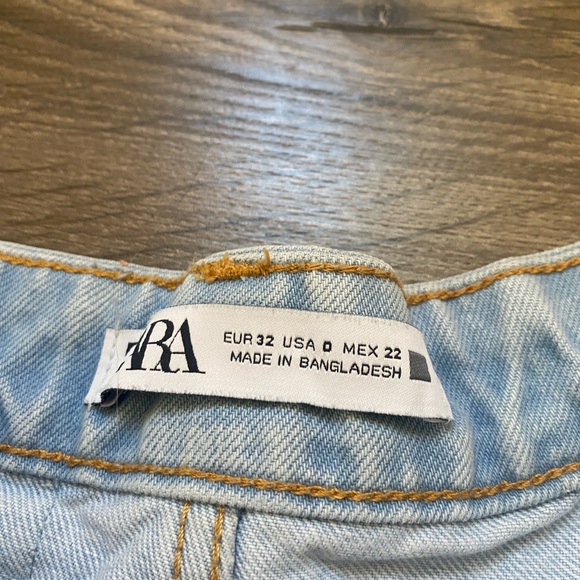 ZARA
EUR 32 USA 0 MEX 22
MADE IN BANGLADESH